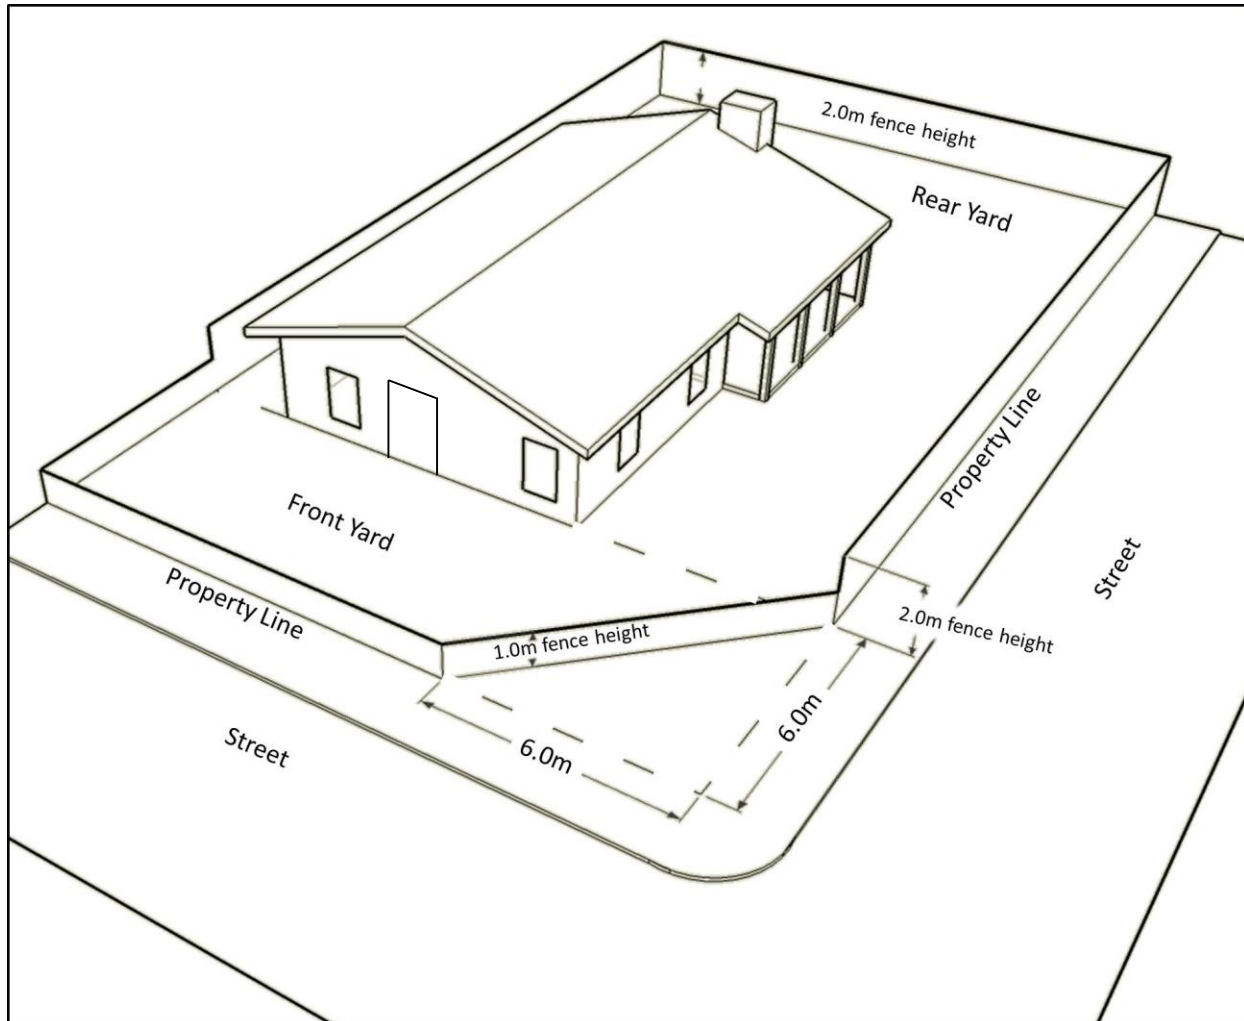 2.0m fence height
Rear Yard
Property Line
Front Yard
Street
Property Line
1.0m fence height
2.0m fence height
6.0m
6.0m
Street